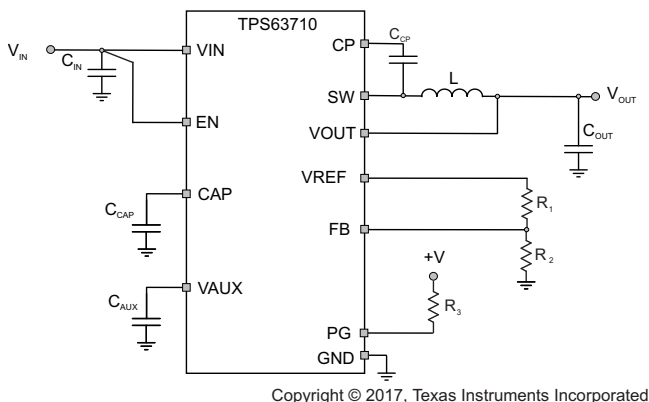 TPS63710
V_IN
C_IN
VIN
EN
CP
C_CP
SW
L
V_OUT
VOUT
C_OUT
CAP
C_CAP
VREF
R_1
FB
R_2
+V
VAUX
C_AUX
R_3
PG
GND
Copyright © 2017, Texas Instruments Incorporated